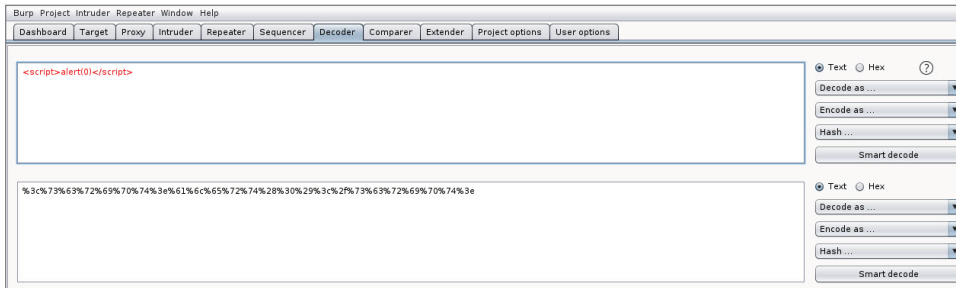 Burp Project Intruder Repeater Window Help
Dashboard Target Proxy Intruder Repeater Sequencer Decoder Comparer Extender Project options User options
<script>alert(0)</script>
Text Hex ?
Decode as ...
Encode as ...
Hash ...
Smart decode
%3c%73%63%72%69%70%74%3e%61%6c%65%72%74%28%30%29%3c%2f%73%63%72%69%70%74%3e
Text Hex
Decode as ...
Encode as ...
Hash ...
Smart decode